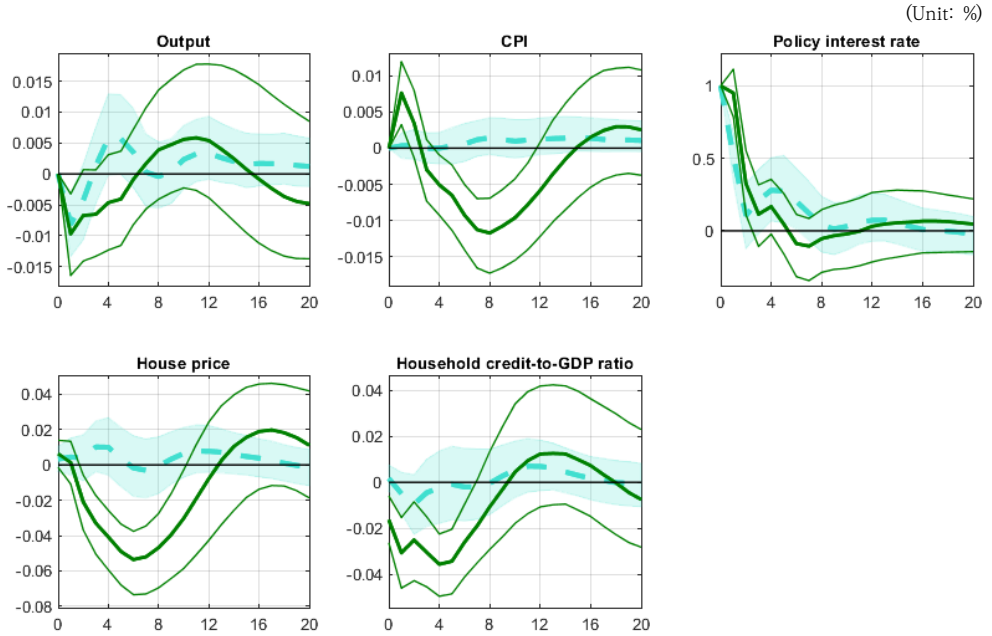 (Unit: %)
Output
CPI
Policy interest rate
0.015
0.01
0.005
0
-0.005
-0.01
-0.015
0 4 8 12 16 20
0.01
0.005
0
-0.005
-0.01
-0.015
0 4 8 12 16 20
1
0.5
0
0 4 8 12 16 20
House price
Household credit-to-GDP ratio
0.04
0.02
0
-0.02
-0.04
-0.06
-0.08
0 4 8 12 16 20
0.04
0.02
0
-0.02
-0.04
0 4 8 12 16 20